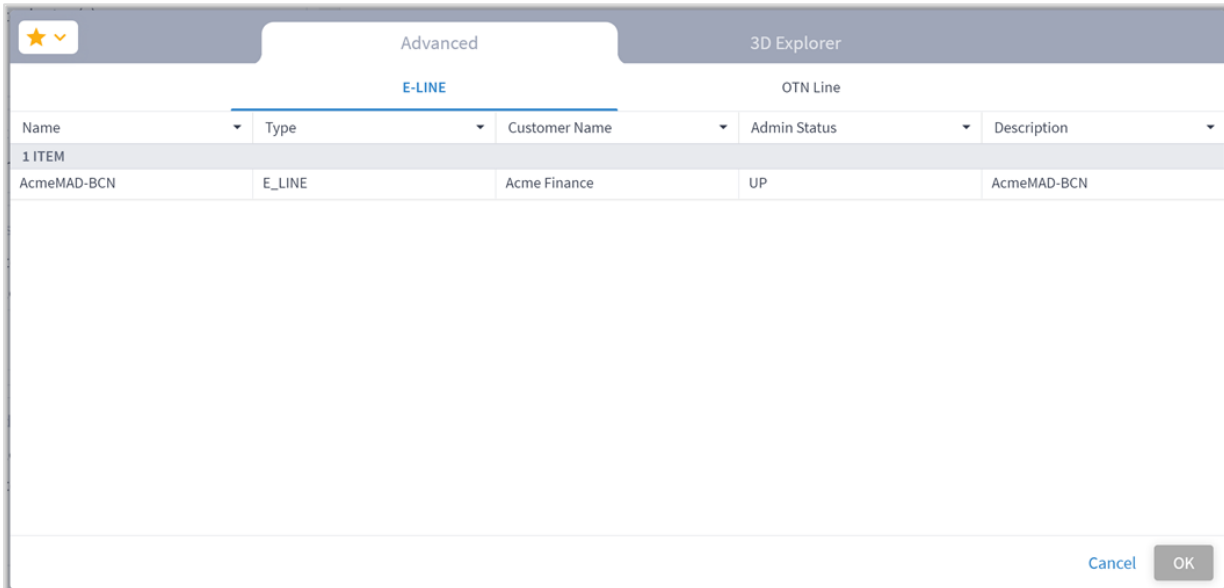 Advanced 3D Explorer
E-LINE OTN Line
Name Type Customer Name Admin Status Description
1 ITEM
AcmeMAD-BCN E_LINE Acme Finance UP AcmeMAD-BCN
Cancel OK